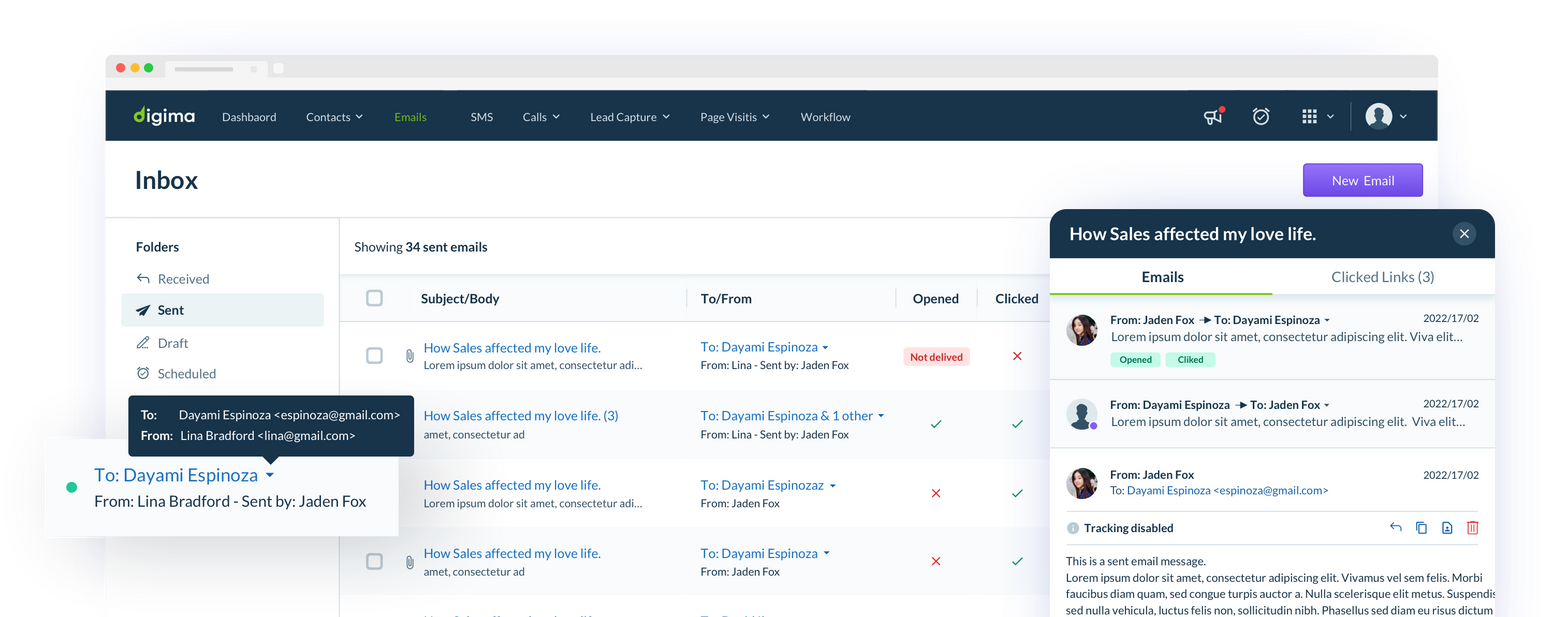 digima Dashbaord Contacts Emails SMS Calls Lead Capture Page Visitis Workflow
Inbox
New Email
Folders
Received
Sent
Draft
Scheduled
To: Dayami Espinoza <espinoza@gmail.com>
From: Lina Bradford <lina@gmail.com>
To: Dayami Espinoza
From: Lina Bradford - Sent by: Jaden Fox
Showing 34 sent emails
Subject/Body To/From Opened Clicked
How Sales affected my love life. To: Dayami Espinoza
Lorem ipsum dolor sit amet, consectetur adi... From: Lina - Sent by: Jaden Fox
Not delived
How Sales affected my love life. (3) To: Dayami Espinoza & 1 other
amet, consectetur ad From: Lina - Sent by: Jaden Fox
How Sales affected my love life. To: Dayami Espinozaz
Lorem ipsum dolor sit amet, consectetur adi... From: Jaden Fox
How Sales affected my love life. To: Dayami Espinoza
amet, consectetur ad From: Jaden Fox
How Sales affected my love life.
Emails Clicked Links (3)
From: Jaden Fox To: Dayami Espinoza 2022/17/02
Lorem ipsum dolor sit amet, consectetur adipiscing elit. Viva elit...
Opened Cliked
From: Dayami Espinoza To: Jaden Fox 2022/17/02
Lorem ipsum dolor sit amet, consectetur adipiscing elit. Vive elit...
From: Jaden Fox 2022/17/02
To: Dayami Espinoza <espinoza@gmail.com>
Tracking disabled
This is a sent email message.
Lorem ipsum dolor sit amet, consectetur adipiscing elit. Vivamus vel sem felis. Morbi
faucibus diam quam, sed congue turpis auctor a. Nulla scelerisque elit metus. Suspendis
sed nulla vehicula, luctus felis non, sollicitudin nibh. Phasellus sed diam eu risus dictum